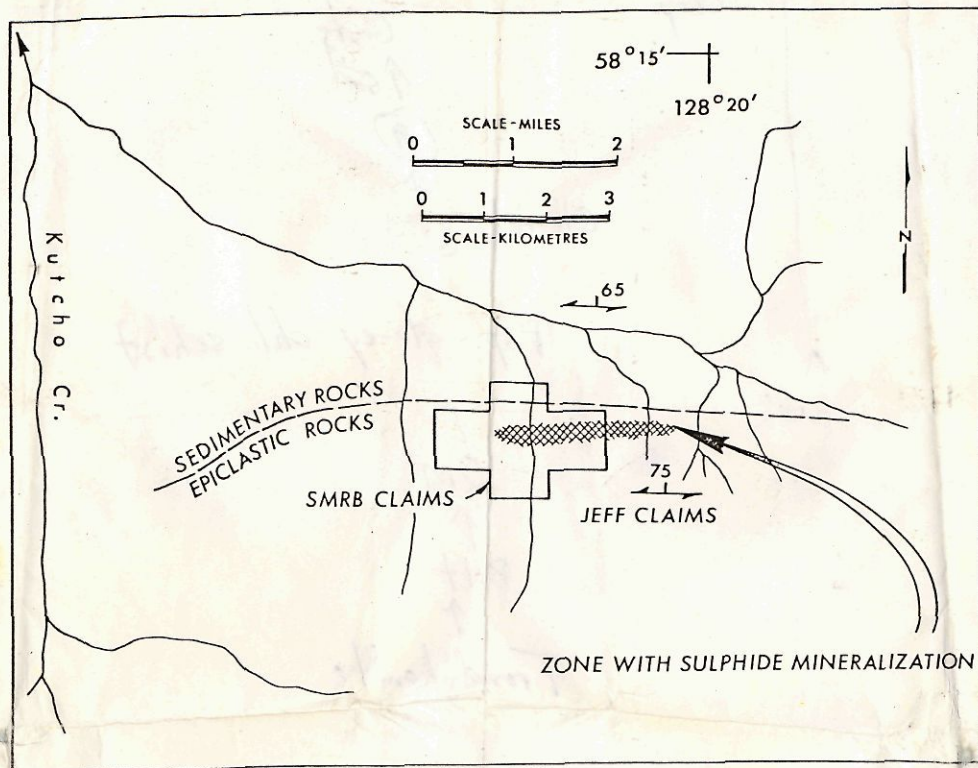 58°15'
128°20'
SCALE-MILES
0 1 2
0 1 2 3
SCALE-KILOMETRES
N
65
Kutcho Cr.
SEDIMENTARY ROCKS
EPICLASTIC ROCKS
SMRB CLAIMS
75
JEFF CLAIMS
ZONE WITH SULPHIDE MINERALIZATION